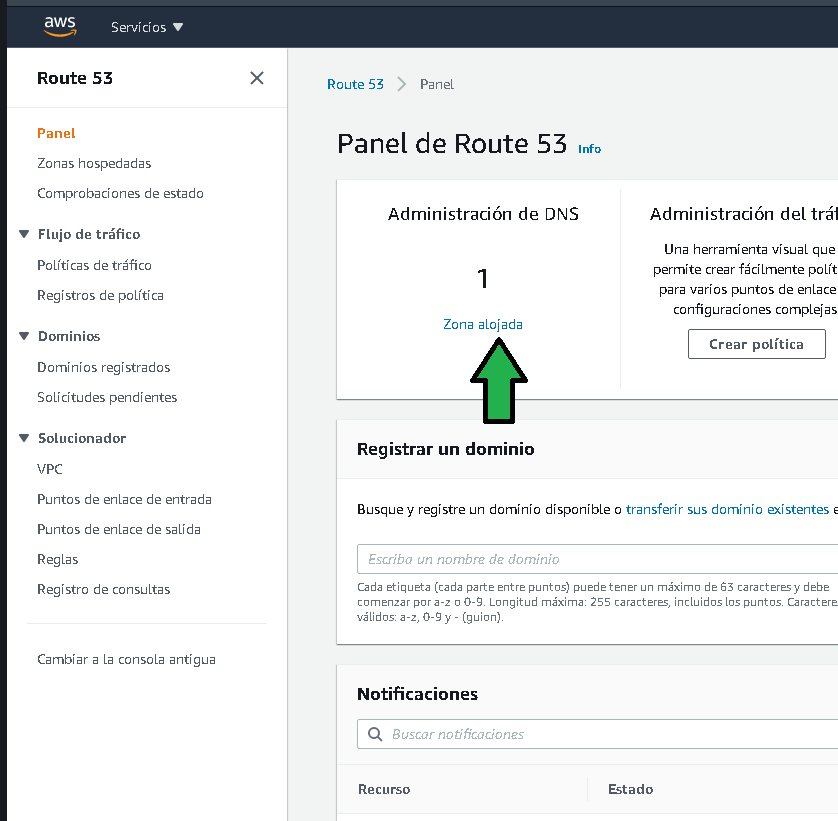 aws
Servicios
Route 53
Panel
Zonas hospedadas
Comprobaciones de estado
Flujo de tráfico
Políticas de tráfico
Registros de política
Dominios
Dominios registrados
Solicitudes pendientes
Solucionador
VPC
Puntos de enlace de entrada
Puntos de enlace de salida
Reglas
Registro de consultas
Cambiar a la consola antigua
Route 53 > Panel
Panel de Route 53 Info
Administración de DNS
1
Zona alojada
Administración del tráf
Una herramienta visual que
permite crear fácilmente polít
para varios puntos de enlace
configuraciones complejas
Crear política
Registrar un dominio
Busque y registre un dominio disponible o transferir sus dominio existentes e
Escriba un nombre de dominio
Cada etiqueta (cada parte entre puntos) puede tener un máximo de 63 caracteres y debe
comenzar por a-z o 0-9. Longitud máxima: 255 caracteres, incluidos los puntos. Caractere
válidos: a-z, 0-9 y - (guion).
Notificaciones
Buscar notificaciones
Recurso
Estado